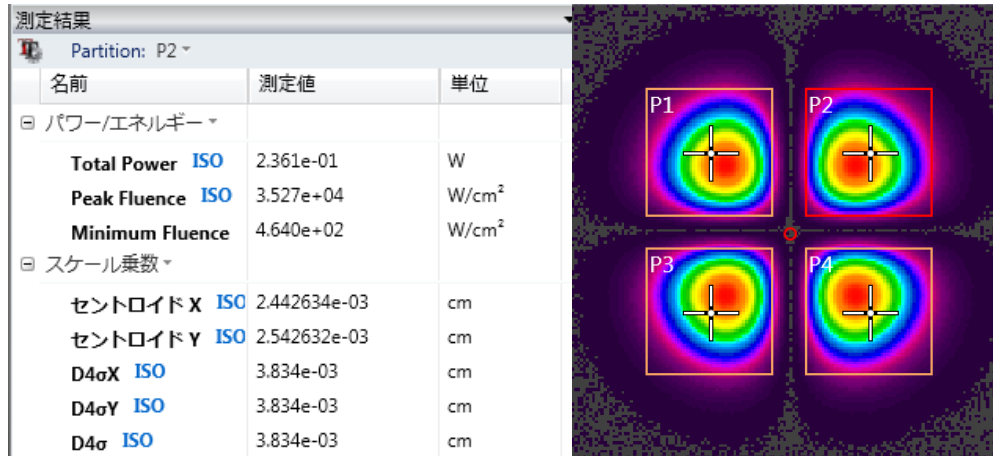 測定結果
Partition: P2
名前 測定値 単位
パワー/エネルギー
Total Power ISO 2.361e-01 W
Peak Fluence ISO 3.527e+04 W/cm²
Minimum Fluence 4.640e+02 W/cm²
スケール乗数
セントロイド X ISO 2.442634e-03 cm
セントロイド Y ISO 2.542632e-03 cm
D4σX ISO 3.834e-03 cm
D4σY ISO 3.833e-03 cm
D4σ ISO 3.834e-03 cm
P1 P2
P3 P4